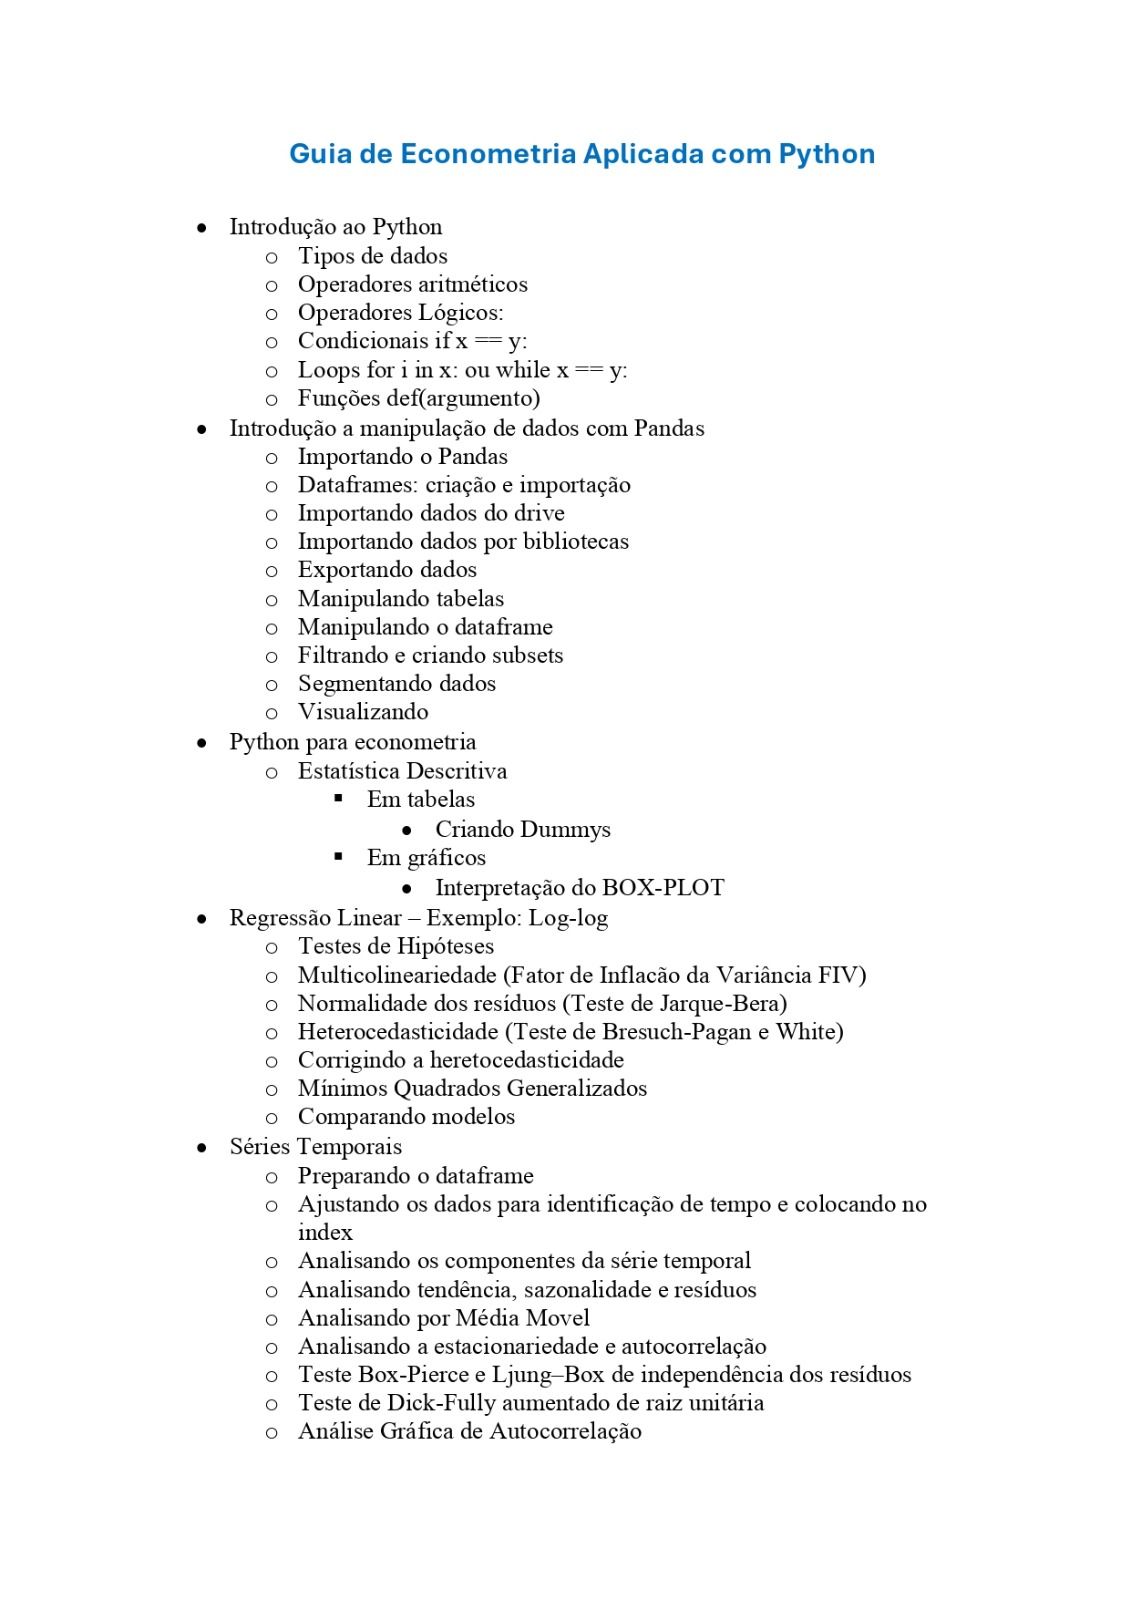 Guia de Econometria Aplicada com Python
• Introdução ao Python
o Tipos de dados
o Operadores aritméticos
o Operadores Lógicos:
o Condicionais if x == y:
o Loops for i in x: ou while x == y:
o Funções def(argumento)
• Introdução a manipulação de dados com Pandas
o Importando o Pandas
o Dataframes: criação e importação
o Importando dados do drive
o Importando dados por bibliotecas
o Exportando dados
o Manipulando tabelas
o Manipulando o dataframe
o Filtrando e criando subsets
o Segmentando dados
o Visualizando
• Python para econometria
o Estatística Descritiva
▪ Em tabelas
• Criando Dummys
▪ Em gráficos
• Interpretação do BOX-PLOT
• Regressão Linear – Exemplo: Log-log
o Testes de Hipóteses
o Multicolineariedade (Fator de Inflacão da Variância FIV)
o Normalidade dos resíduos (Teste de Jarque-Bera)
o Heterocedasticidade (Teste de Bresuch-Pagan e White)
o Corrigindo a heretocedasticidade
o Mínimos Quadrados Generalizados
o Comparando modelos
• Séries Temporais
o Preparando o dataframe
o Ajustando os dados para identificação de tempo e colocando no
index
o Analisando os componentes da série temporal
o Analisando tendência, sazonalidade e resíduos
o Analisando por Média Movel
o Analisando a estacionariedade e autocorrelação
o Teste Box-Pierce e Ljung–Box de independência dos resíduos
o Teste de Dick-Fully aumentado de raiz unitária
o Análise Gráfica de Autocorrelação